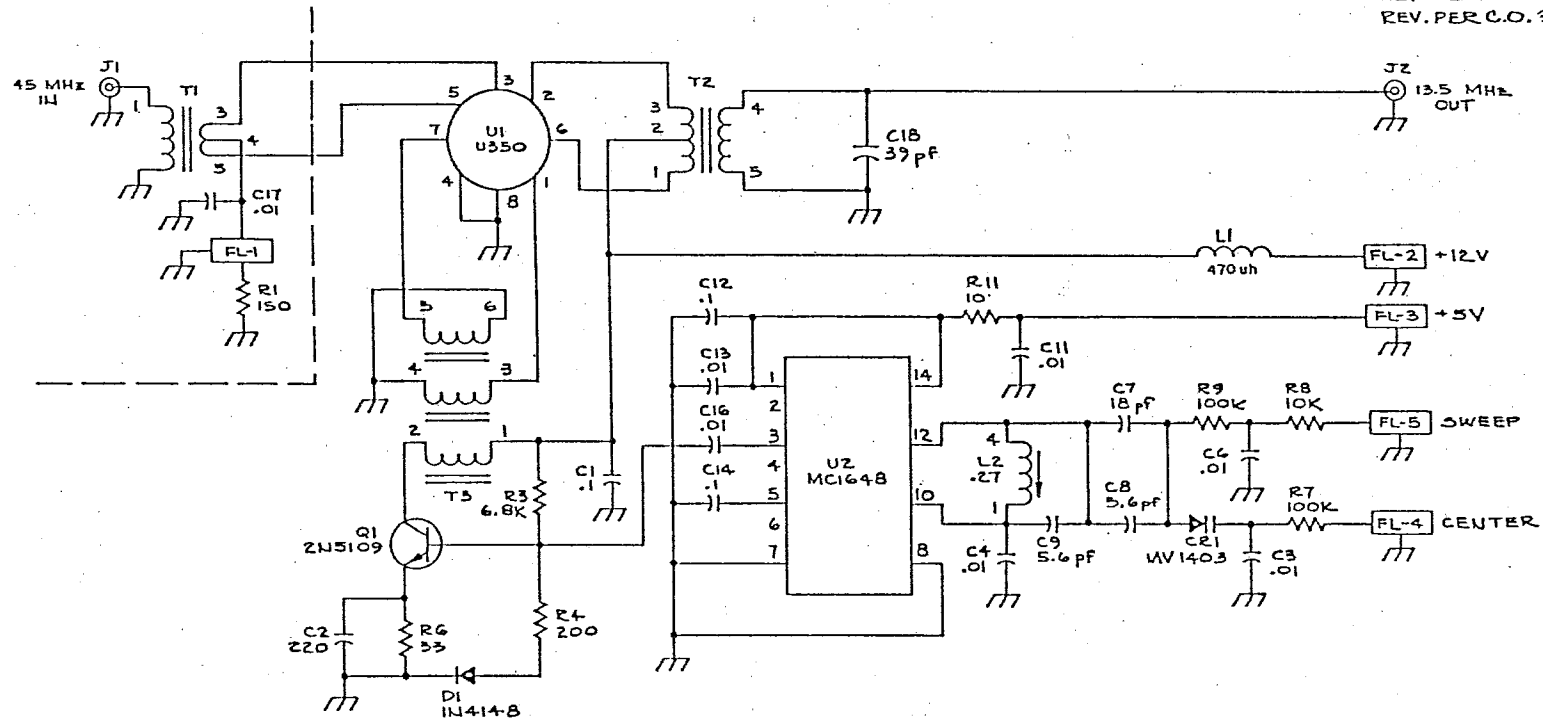 REV. PER C.O.
45 MHz
IN
J1
T1
1
3
4
5
C17
.01
FL-1
R1
150
3
5
2
7
6
U1
U350
4
1
8
T2
3
2
1
4
5
C18
39pf
J2
13.5 MHz
OUT
L1
470uh
FL-2
+12V
5
6
4
3
2
1
T3
C12
.1
R11
10
FL-3
+5V
C11
.01
C13
.01
C16
.01
C14
.1
1
2
3
4
5
6
7
U2
MC1648
14
12
10
8
C7
18pf
R9
100K
R8
10K
FL-5
SWEEP
4
L2
.27
1
C6
.01
C8
5.6pf
R7
100K
FL-4
CENTER
C4
.01
C9
5.6pf
CR1
MV1403
C3
.01
C1
.1
R3
6.8K
Q1
2N5109
C2
220
R6
33
R4
200
D1
1N4148